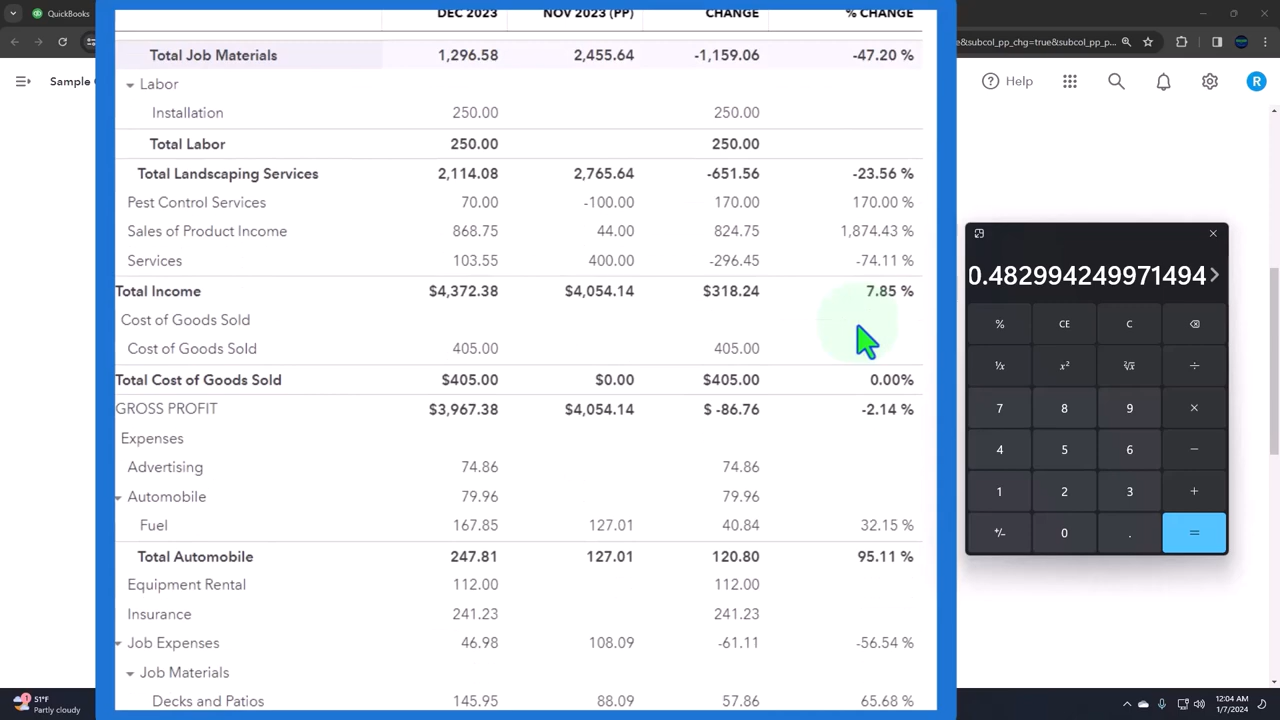 DEC 2023 NOV 2023 (PP) CHANGE % CHANGE
QuickBooks
e&subcol_pp_chg=true&subcol_pp_p...
Total Job Materials 1,296.58 2,455.64 -1,159.06 -47.20 %
Sample
Help
R
Labor
Installation 250.00 250.00
Total Labor 250.00 250.00
Total Landscaping Services 2,114.08 2,765.64 -651.56 -23.56 %
Pest Control Services 70.00 -100.00 170.00 170.00 %
Sales of Product Income 868.75 44.00 824.75 1,874.43 %
Services 103.55 400.00 -296.45 -74.11 %
Total Income $4,372.38 $4,054.14 $318.24 7.85 %
Cost of Goods Sold
Cost of Goods Sold 405.00 405.00
Total Cost of Goods Sold $405.00 $0.00 $405.00 0.00%
GROSS PROFIT $3,967.38 $4,054.14 $ -86.76 -2.14 %
Expenses
Advertising 74.86 74.86
Automobile 79.96 79.96
Fuel 167.85 127.01 40.84 32.15 %
Total Automobile 247.81 127.01 120.80 95.11 %
Equipment Rental 112.00 112.00
Insurance 241.23 241.23
Job Expenses 46.98 108.09 -61.11 -56.54 %
Job Materials
Decks and Patios 145.95 88.09 57.86 65.68 %
0.482994249971494
% CE C
¹/x x² ²√x ÷
7 8 9 ×
4 5 6 −
1 2 3 +
+/− 0 . =
1
51°F
Partly cloudy
12:04 AM
1/7/2024